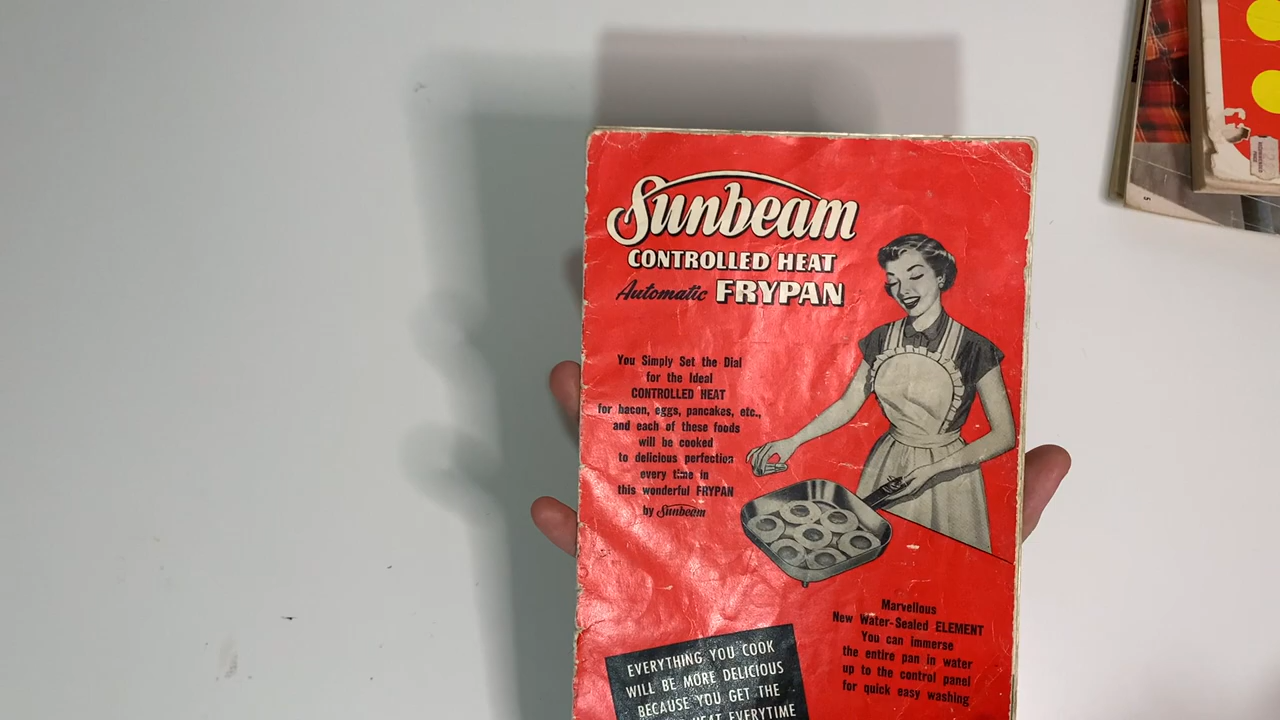 Sunbeam
CONTROLLED HEAT
Automatic FRYPAN
You Simply Set the Dial
for the Ideal
CONTROLLED HEAT
for bacon, eggs, pancakes, etc.,
and each of these foods
will be cooked
to delicious perfection
every time in
this wonderful FRYPAN
by Sunbeam
Marvellous
New Water-Sealed ELEMENT
You can immerse
the entire pan in water
up to the control panel
for quick easy washing
EVERYTHING YOU COOK
WILL BE MORE DELICIOUS
BECAUSE YOU GET THE
HEAT EVERYTIME